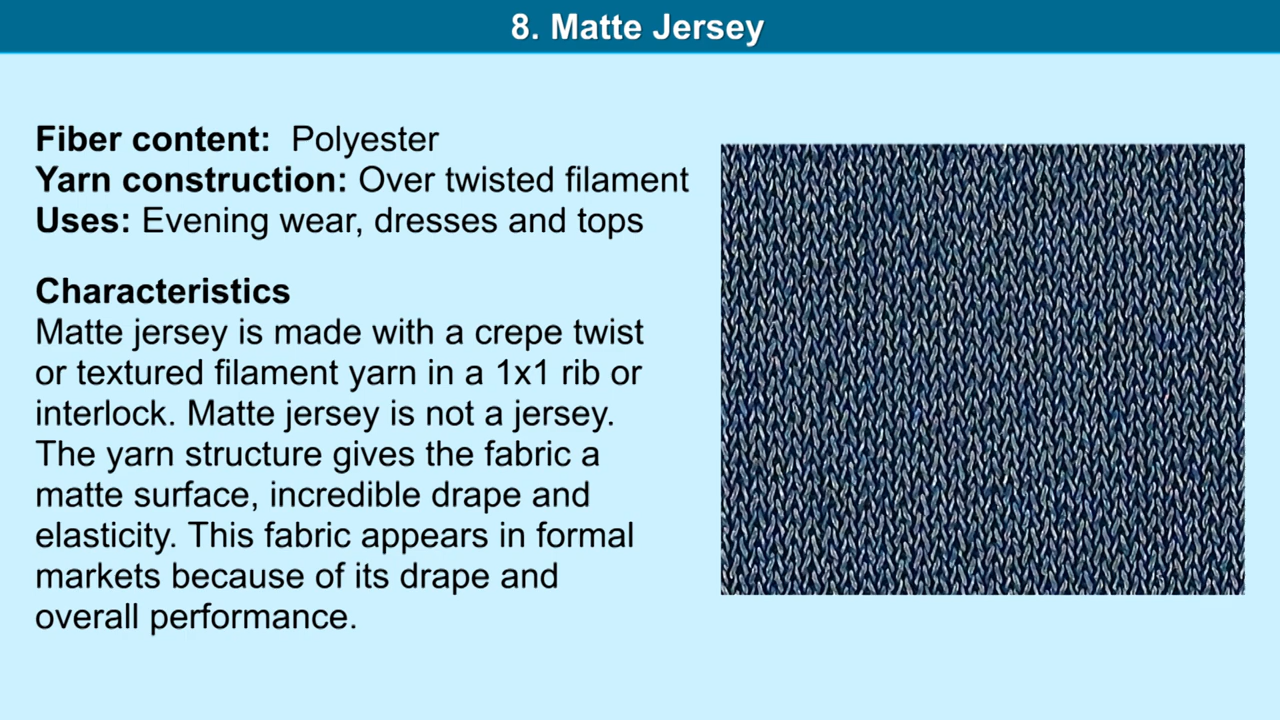 8. Matte Jersey
Fiber content: Polyester
Yarn construction: Over twisted filament
Uses: Evening wear, dresses and tops
Characteristics
Matte jersey is made with a crepe twist
or textured filament yarn in a 1x1 rib or
interlock. Matte jersey is not a jersey.
The yarn structure gives the fabric a
matte surface, incredible drape and
elasticity. This fabric appears in formal
markets because of its drape and
overall performance.